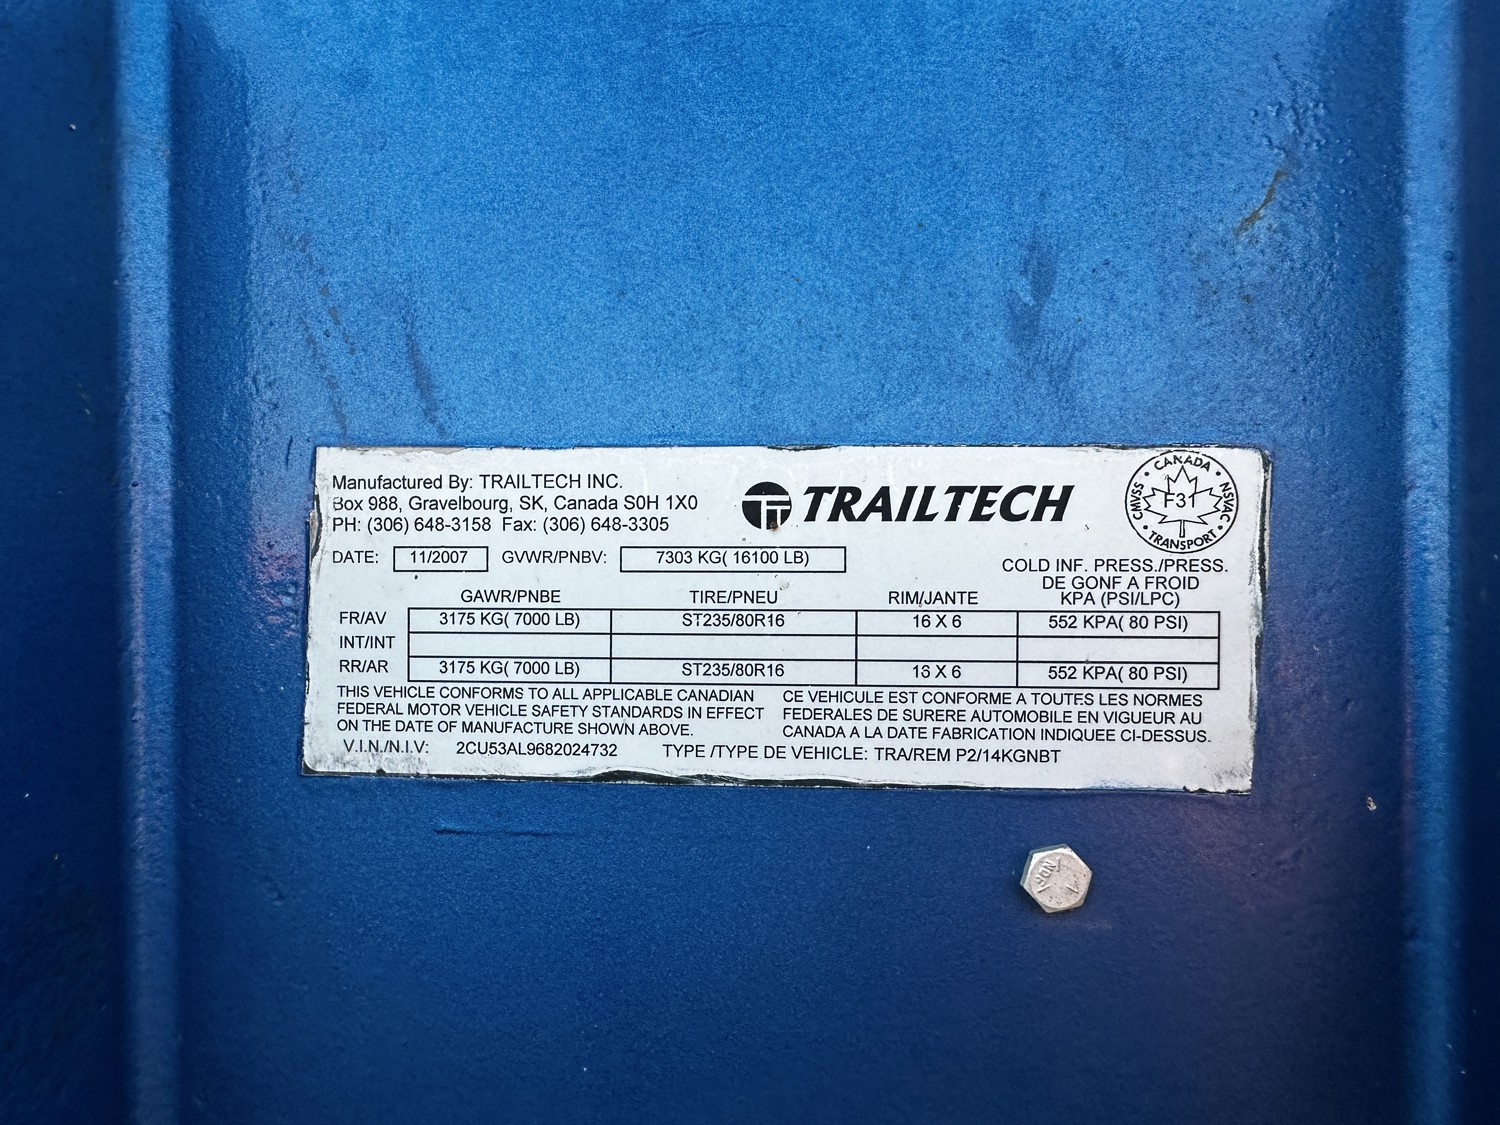 Manufactured By: TRAILTECH INC.
Box 988, Gravelbourg, SK, Canada S0H 1X0
PH: (306) 648-3158 Fax: (306) 648-3305
TRAILTECH
CANADA
CMVSS F31 NSVAC
TRANSPORT
DATE: 11/2007 GVWR/PNBV: 7303 KG( 16100 LB)
COLD INF. PRESS./PRESS.
DE GONF A FROID
GAWR/PNBE TIRE/PNEU RIM/JANTE KPA (PSI/LPC)
FR/AV 3175 KG( 7000 LB) ST235/80R16 16 X 6 552 KPA( 80 PSI)
INT/INT
RR/AR 3175 KG( 7000 LB) ST235/80R16 16 X 6 552 KPA( 80 PSI)
THIS VEHICLE CONFORMS TO ALL APPLICABLE CANADIAN
FEDERAL MOTOR VEHICLE SAFETY STANDARDS IN EFFECT
ON THE DATE OF MANUFACTURE SHOWN ABOVE.
CE VEHICULE EST CONFORME A TOUTES LES NORMES
FEDERALES DE SURERE AUTOMOBILE EN VIGUEUR AU
CANADA A LA DATE FABRICATION INDIQUEE CI-DESSUS.
V.I.N./N.I.V: 2CU53AL9682024732 TYPE /TYPE DE VEHICLE: TRA/REM P2/14KGNBT